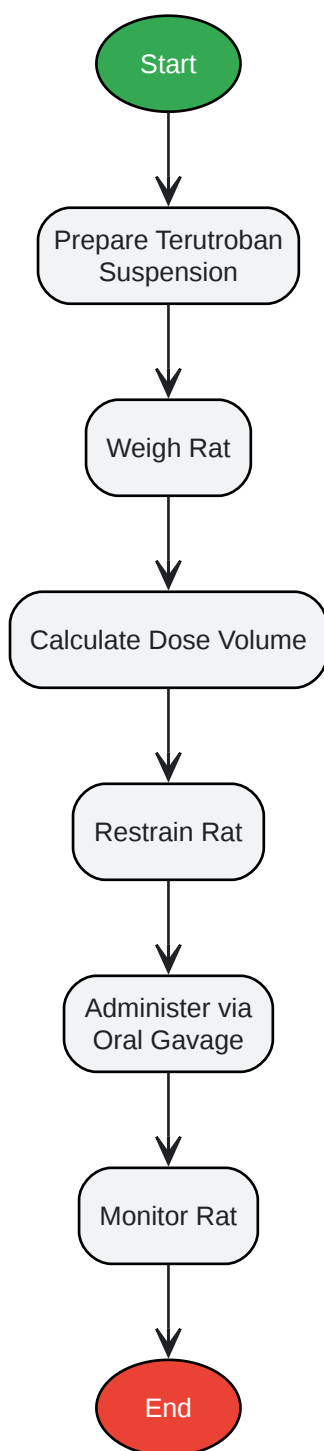 Start
Prepare Terutroban
Suspension
Weigh Rat
Calculate Dose Volume
Restrain Rat
Administer via
Oral Gavage
Monitor Rat
End